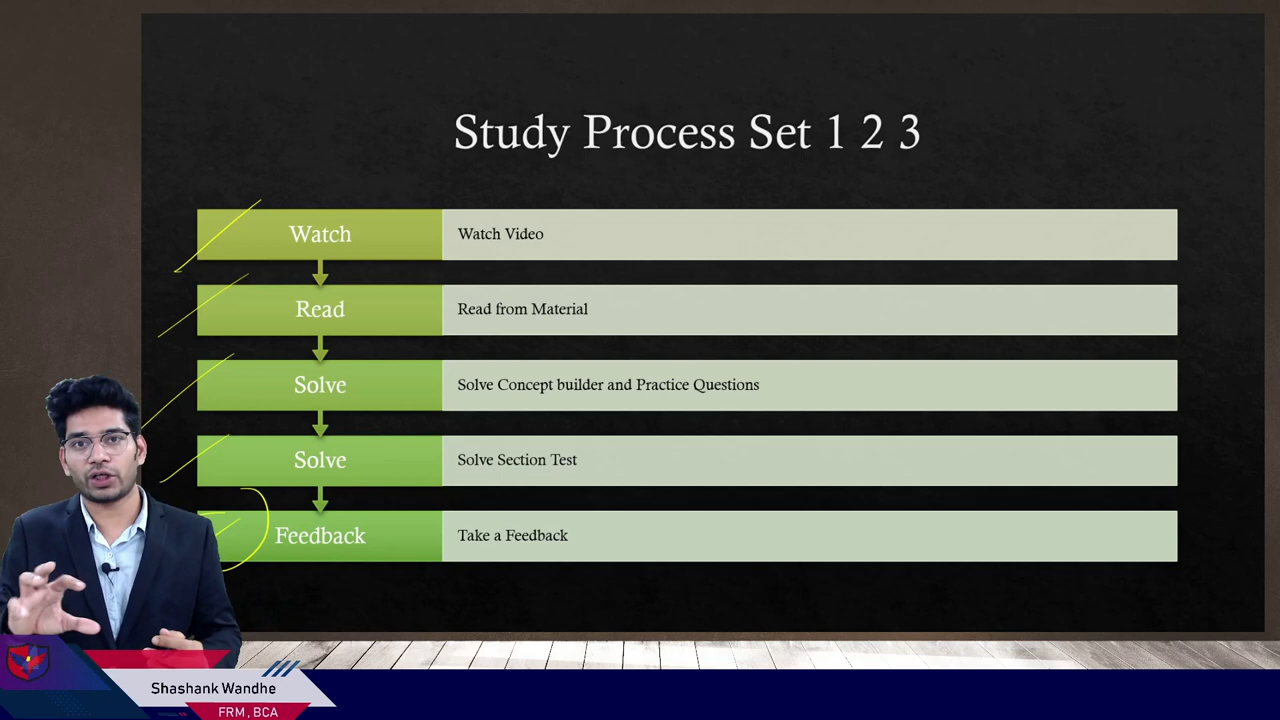 Study Process Set 1 2 3
Watch
Watch Video
Read
Read from Material
Solve
Solve Concept builder and Practice Questions
Solve
Solve Section Test
Feedback
Take a Feedback
Shashank Wandhe
FRM, BCA